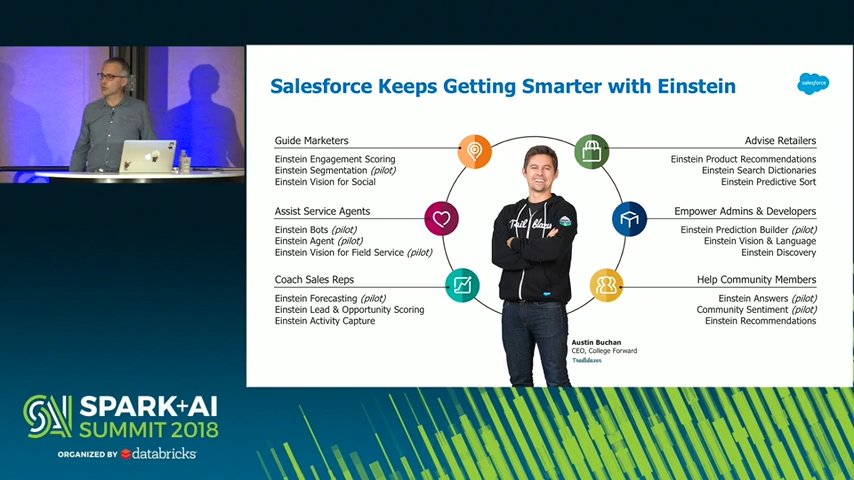 Salesforce Keeps Getting Smarter with Einstein
salesforce
Guide Marketers
Einstein Engagement Scoring
Einstein Segmentation (pilot)
Einstein Vision for Social
Assist Service Agents
Einstein Bots (pilot)
Einstein Agent (pilot)
Einstein Vision for Field Service (pilot)
Coach Sales Reps
Einstein Forecasting (pilot)
Einstein Lead & Opportunity Scoring
Einstein Activity Capture
Advise Retailers
Einstein Product Recommendations
Einstein Search Dictionaries
Einstein Predictive Sort
Empower Admins & Developers
Einstein Prediction Builder (pilot)
Einstein Vision & Language
Einstein Discovery
Help Community Members
Einstein Answers (pilot)
Community Sentiment (pilot)
Einstein Recommendations
Austin Buchan
CEO, College Forward
Trailblazer
SPARK+AI
SUMMIT 2018
ORGANIZED BY databricks